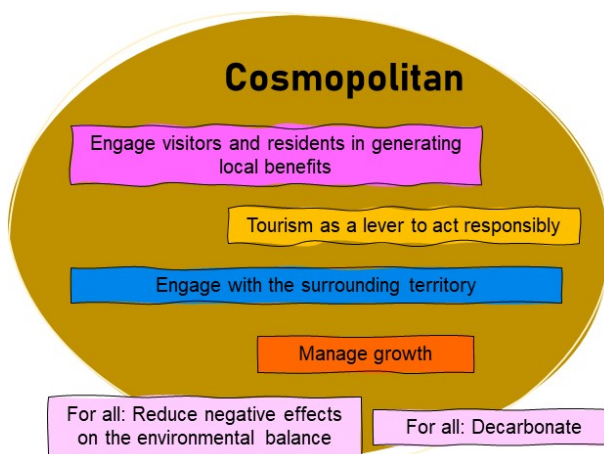 Cosmopolitan
Engage visitors and residents in generating
local benefits
Tourism as a lever to act responsibly
Engage with the surrounding territory
Manage growth
For all: Reduce negative effects
on the environmental balance
For all: Decarbonate